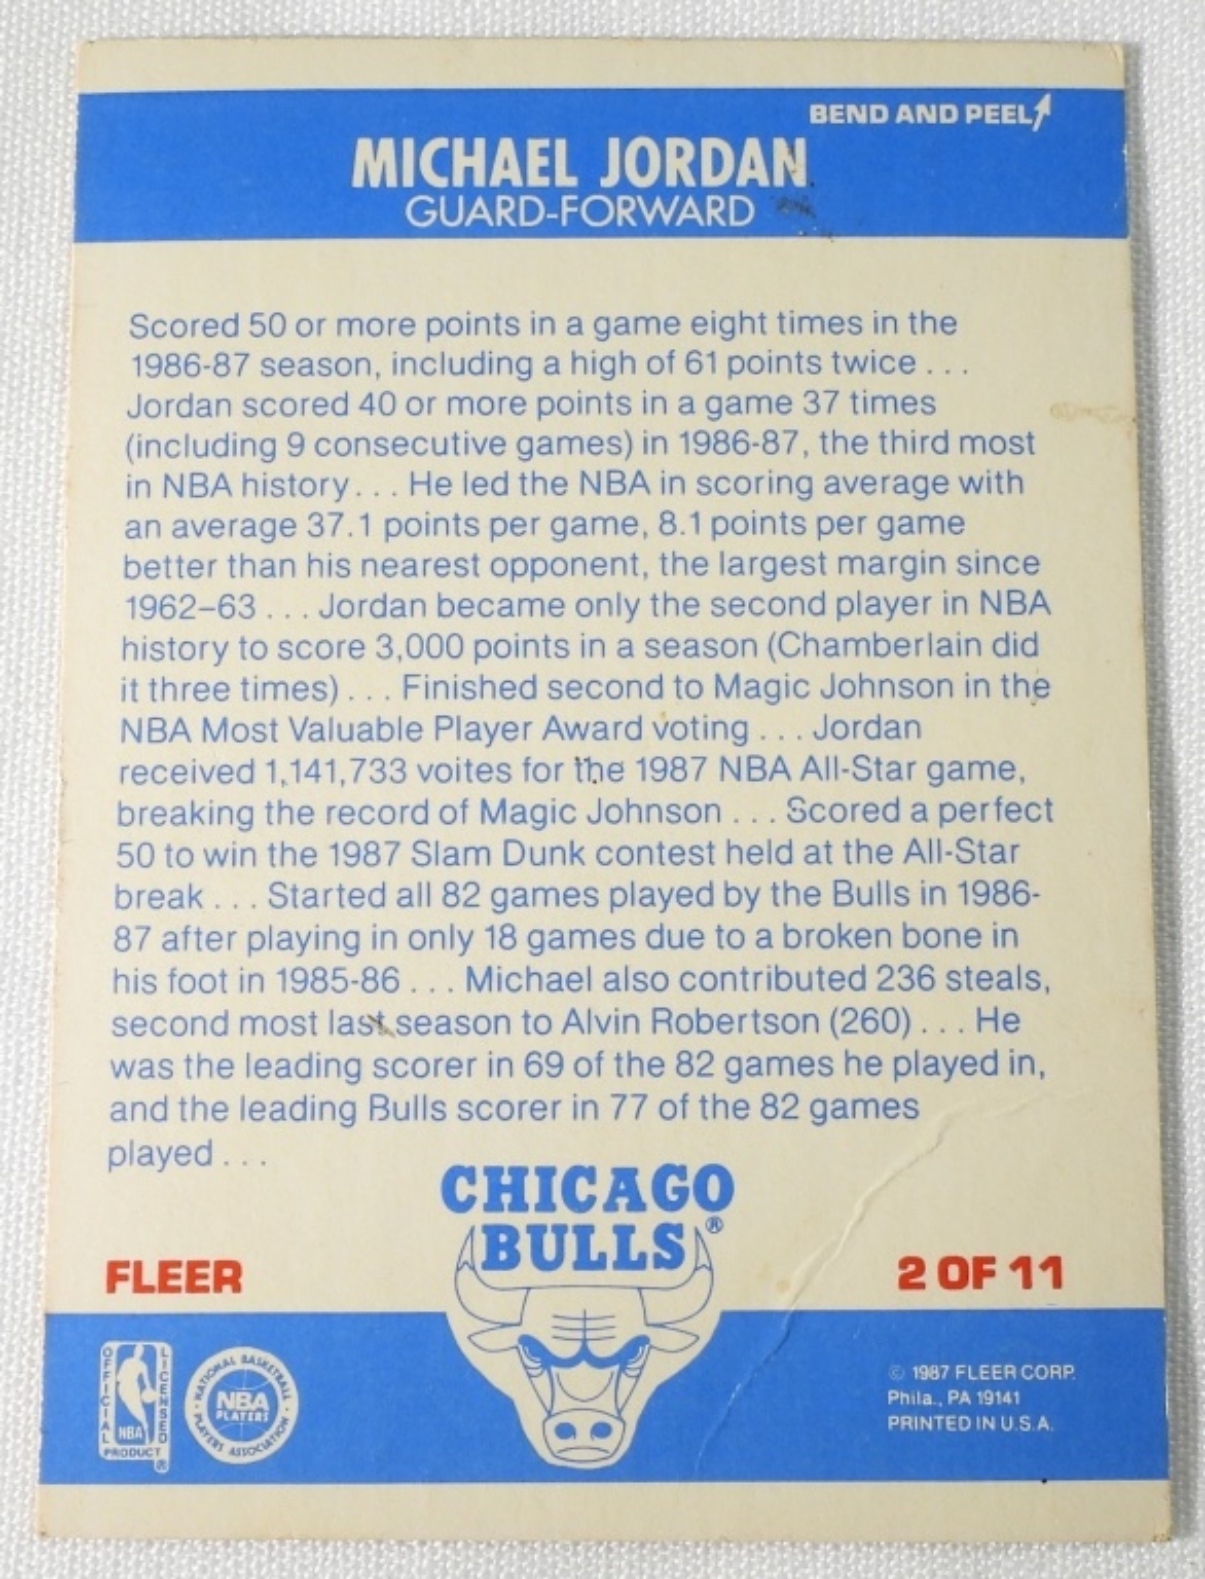 BEND AND PEEL
MICHAEL JORDAN
GUARD-FORWARD
Scored 50 or more points in a game eight times in the
1986-87 season, including a high of 61 points twice . . .
Jordan scored 40 or more points in a game 37 times
(including 9 consecutive games) in 1986-87, the third most
in NBA history . . . He led the NBA in scoring average with
an average 37.1 points per game, 8.1 points per game
better than his nearest opponent, the largest margin since
1962–63 . . . Jordan became only the second player in NBA
history to score 3,000 points in a season (Chamberlain did
it three times) . . . Finished second to Magic Johnson in the
NBA Most Valuable Player Award voting . . . Jordan
received 1,141,733 voites for the 1987 NBA All-Star game,
breaking the record of Magic Johnson . . . Scored a perfect
50 to win the 1987 Slam Dunk contest held at the All-Star
break . . . Started all 82 games played by the Bulls in 1986-
87 after playing in only 18 games due to a broken bone in
his foot in 1985-86 . . . Michael also contributed 236 steals,
second most last season to Alvin Robertson (260) . . . He
was the leading scorer in 69 of the 82 games he played in,
and the leading Bulls scorer in 77 of the 82 games
played . . .
CHICAGO
BULLS®
FLEER
2 OF 11
OFFICIAL LICENSED
NBA
PRODUCT
®
NATIONAL BASKETBALL
NBA
PLAYERS
PLAYERS ASSOCIATION
© 1987 FLEER CORP.
Phila., PA 19141
PRINTED IN U.S.A.